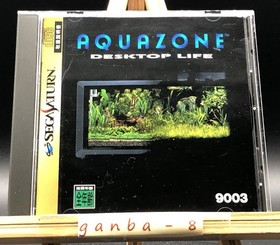 AQUAZONE
DESKTOP LIFE
SEGA SATURN
9003
ganba - 8